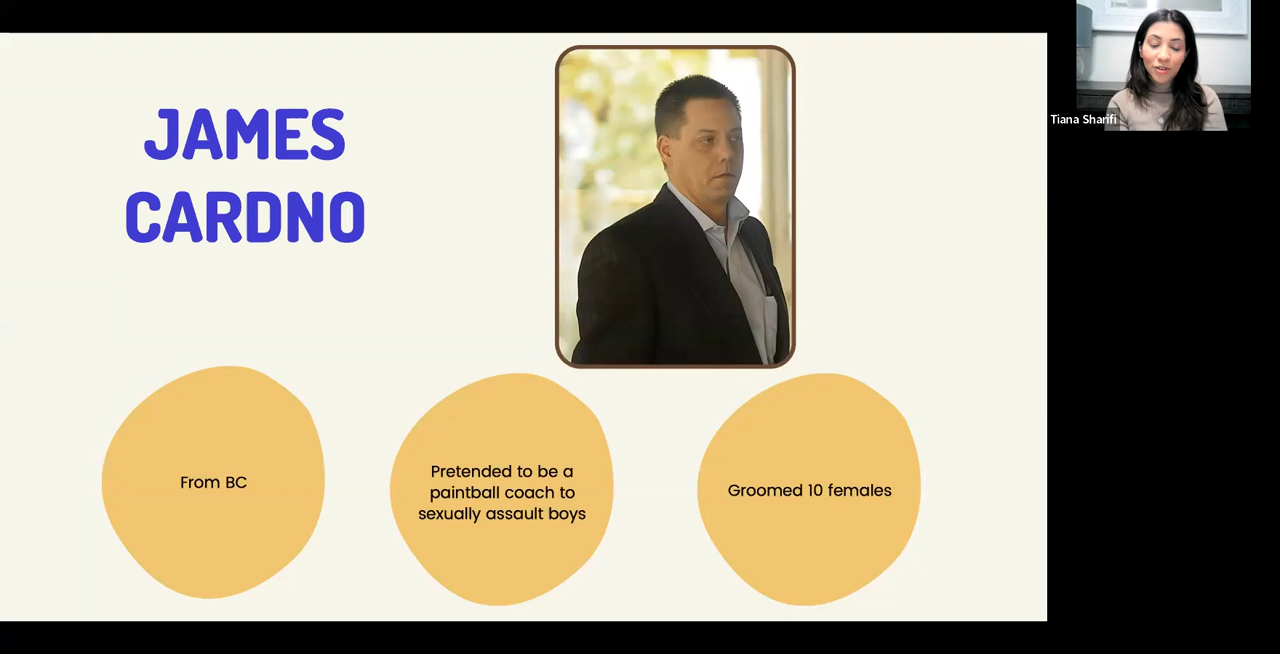 JAMES
CARDNO
Tiana Sharifi
From BC
Pretended to be a
paintball coach to
sexually assault boys
Groomed 10 females